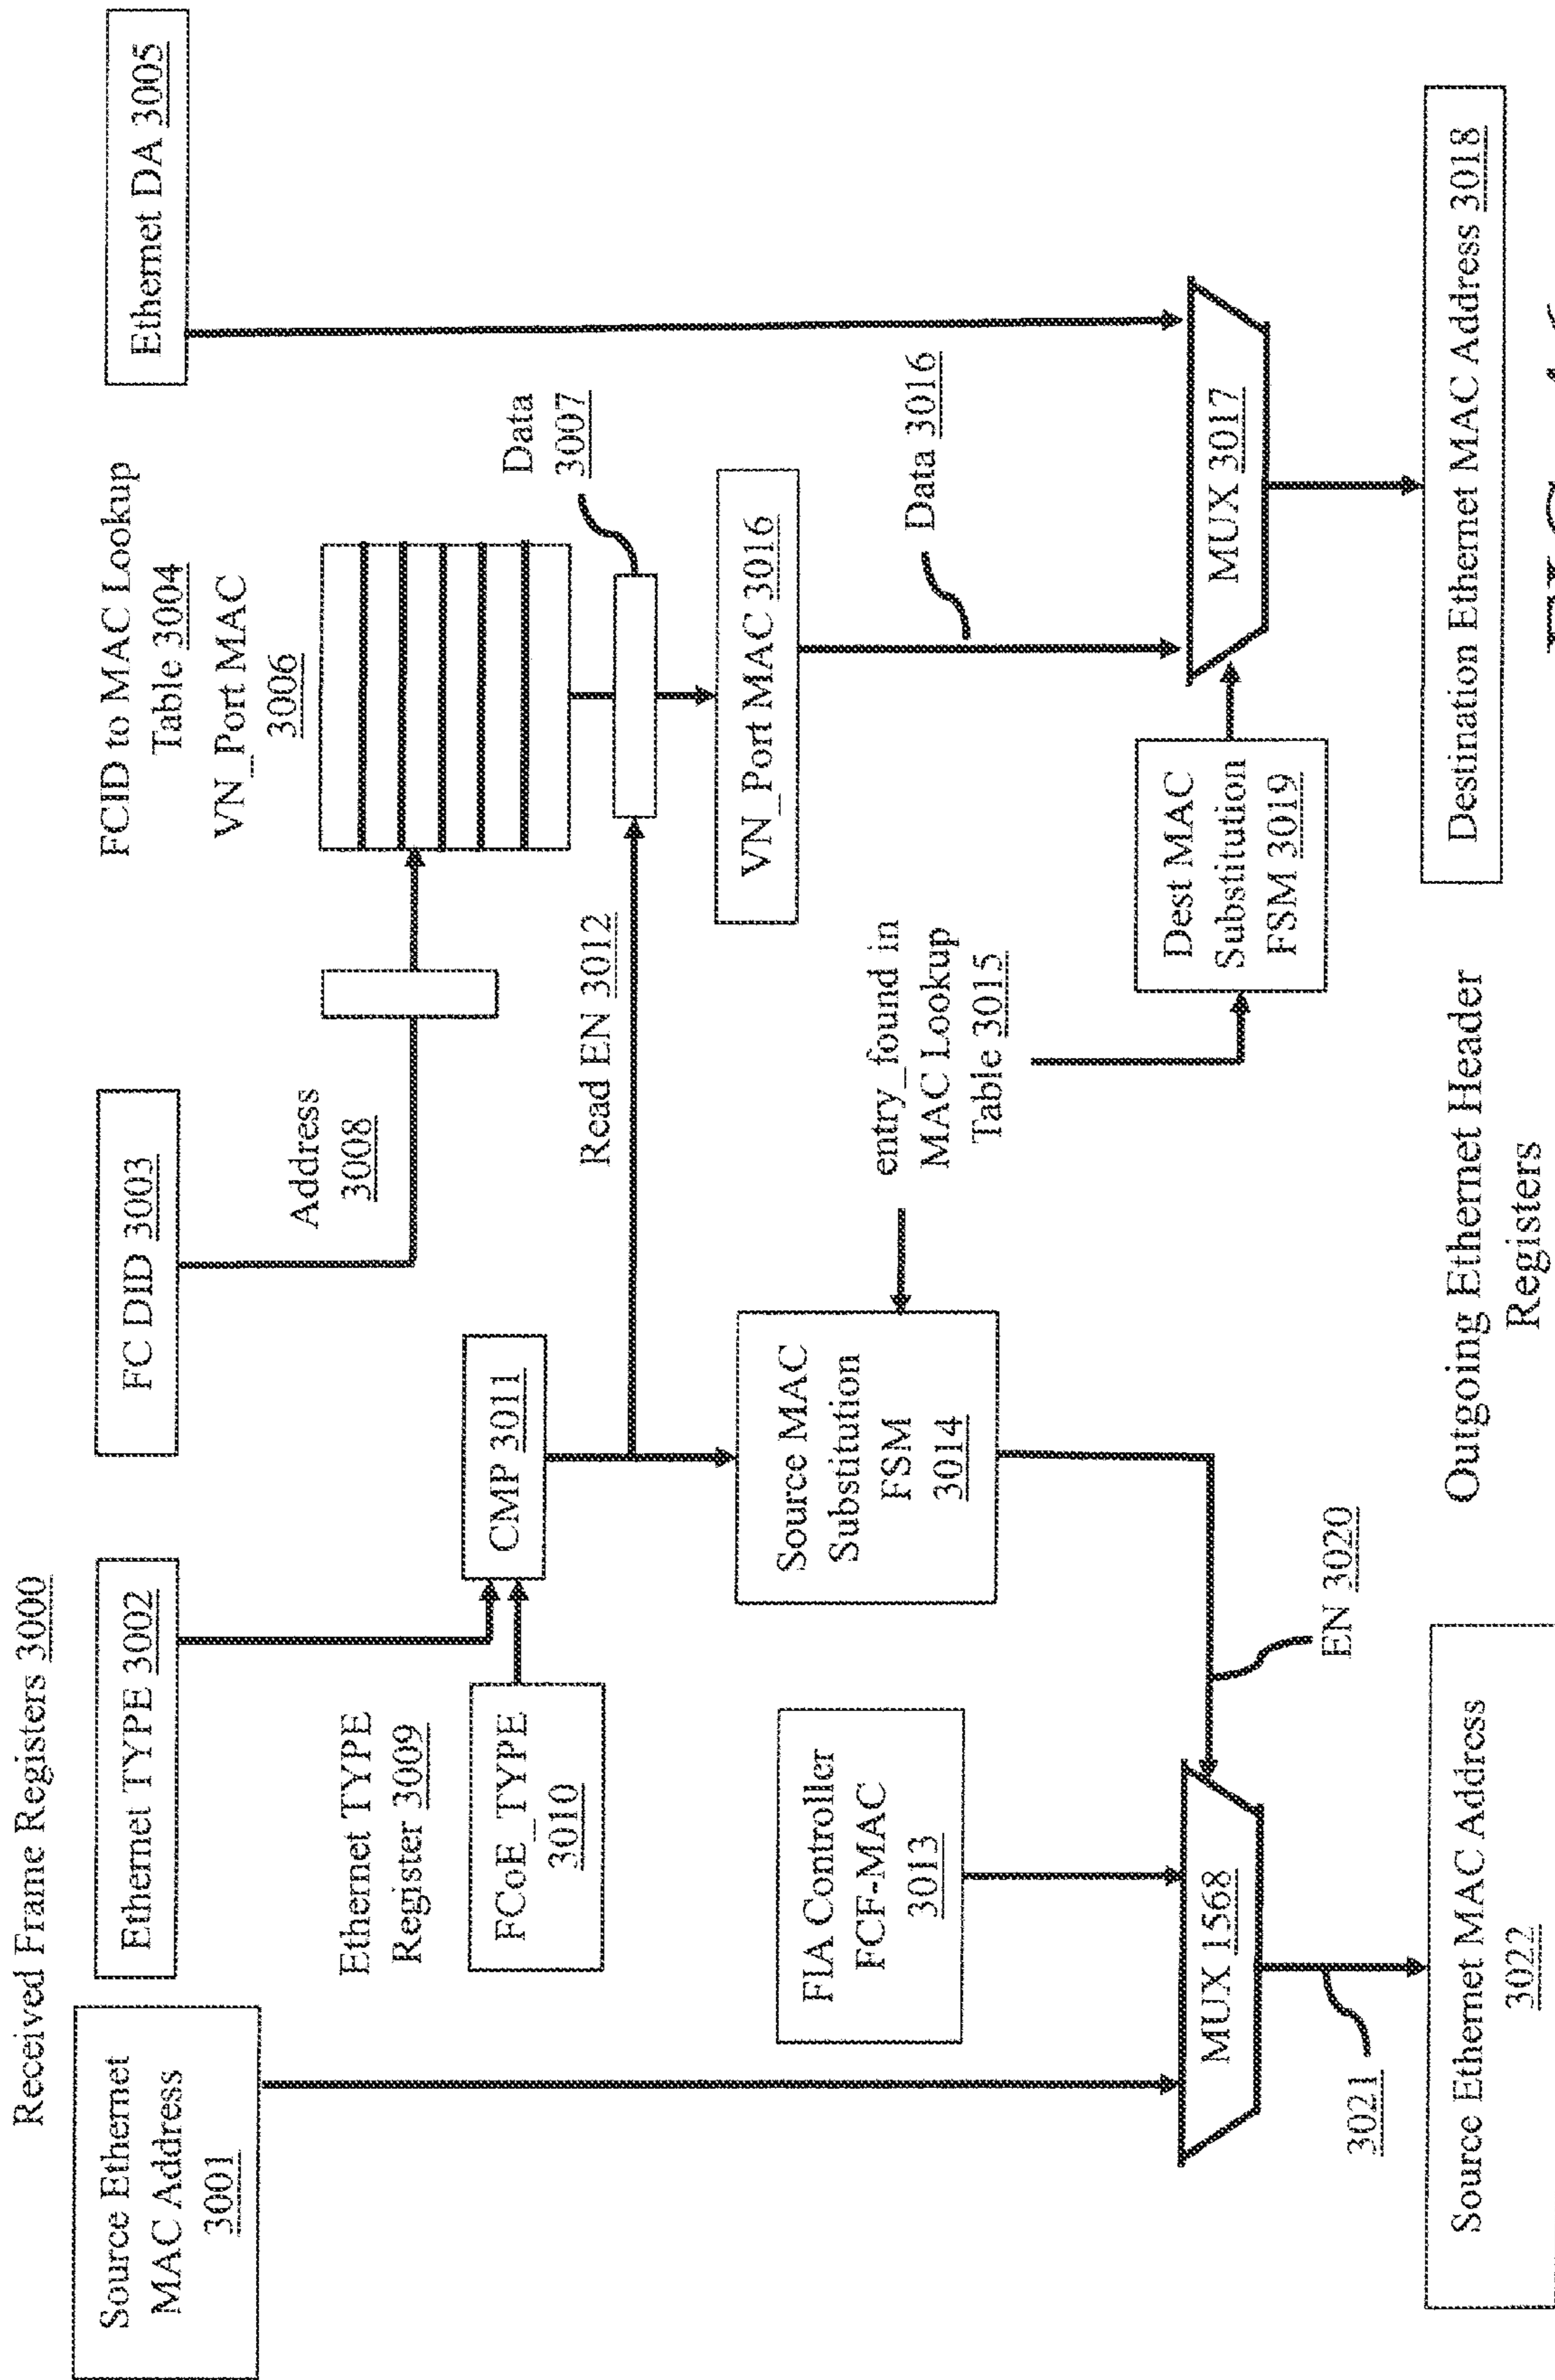 Received Frame Registers 3000
Source Ethernet
MAC Address
3001
Ethernet TYPE 3002
FC DID 3003
Ethernet DA 3005
FCID to MAC Lookup
Table 3004
VN_Port MAC
3006
Address
3008
Ethernet TYPE
Register 3009
FCoE_TYPE
3010
CMP 3011
Data
3007
Read EN 3012
VN_Port MAC 3016
FIA Controller
FCF-MAC
3013
Source MAC
Substitution
FSM
3014
entry_found in
MAC Lookup
Table 3015
Data 3016
Dest MAC
Substitution
FSM 3019
MUX 1568
MUX 3017
EN 3020
3021
Source Ethernet MAC Address
3022
Outgoing Ethernet Header
Registers
Destination Ethernet MAC Address 3018